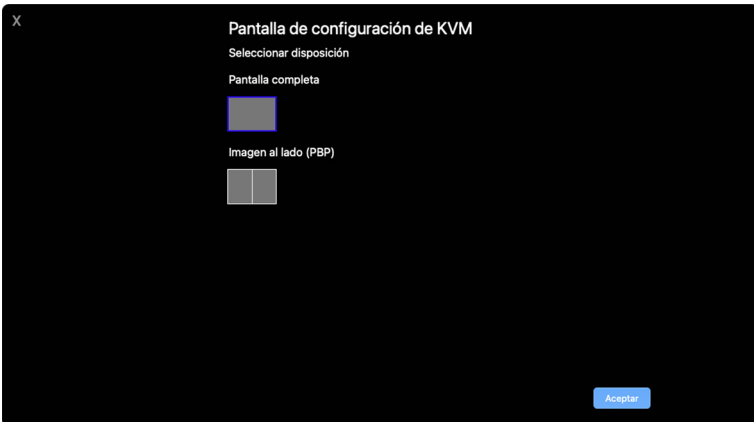 X
Pantalla de configuración de KVM
Seleccionar disposición
Pantalla completa
Imagen al lado (PBP)
Aceptar